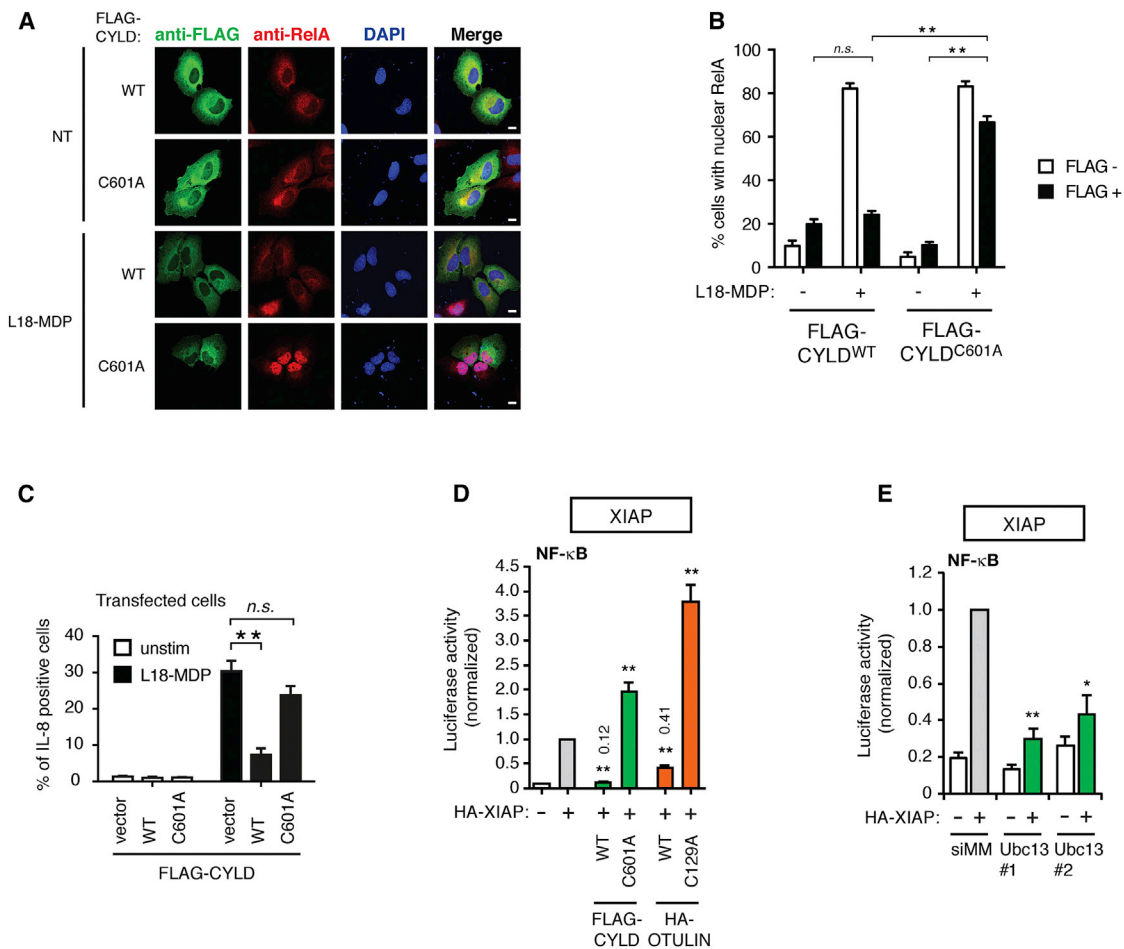 A
FLAG-
CYLD:
anti-FLAG anti-RelA DAPI Merge
WT
NT
C601A
WT
L18-MDP
C601A
B
% cells with nuclear RelA
100
80
60
40
20
0
n.s.
**
**
FLAG -
FLAG +
L18-MDP: - + - +
FLAG-
CYLDWT
FLAG-
CYLDC601A
C
Transfected cells
unstim
L18-MDP
n.s.
**
% of IL-8 positive cells
40
30
20
10
0
vector WT C601A vector WT C601A
FLAG-CYLD
D
XIAP
NF-κB
Luciferase activity
(normalized)
4.5
4.0
3.5
3.0
2.5
2.0
1.5
1.0
0.5
0
** 0.12
**
** 0.41
**
HA-XIAP: - + + + + +
WT C601A WT C129A
FLAG-
CYLD
HA-
OTULIN
E
XIAP
NF-κB
Luciferase activity
(normalized)
1.2
1.0
0.8
0.6
0.4
0.2
0
**
*
HA-XIAP: - + - + - +
siMM Ubc13 Ubc13
#1 #2